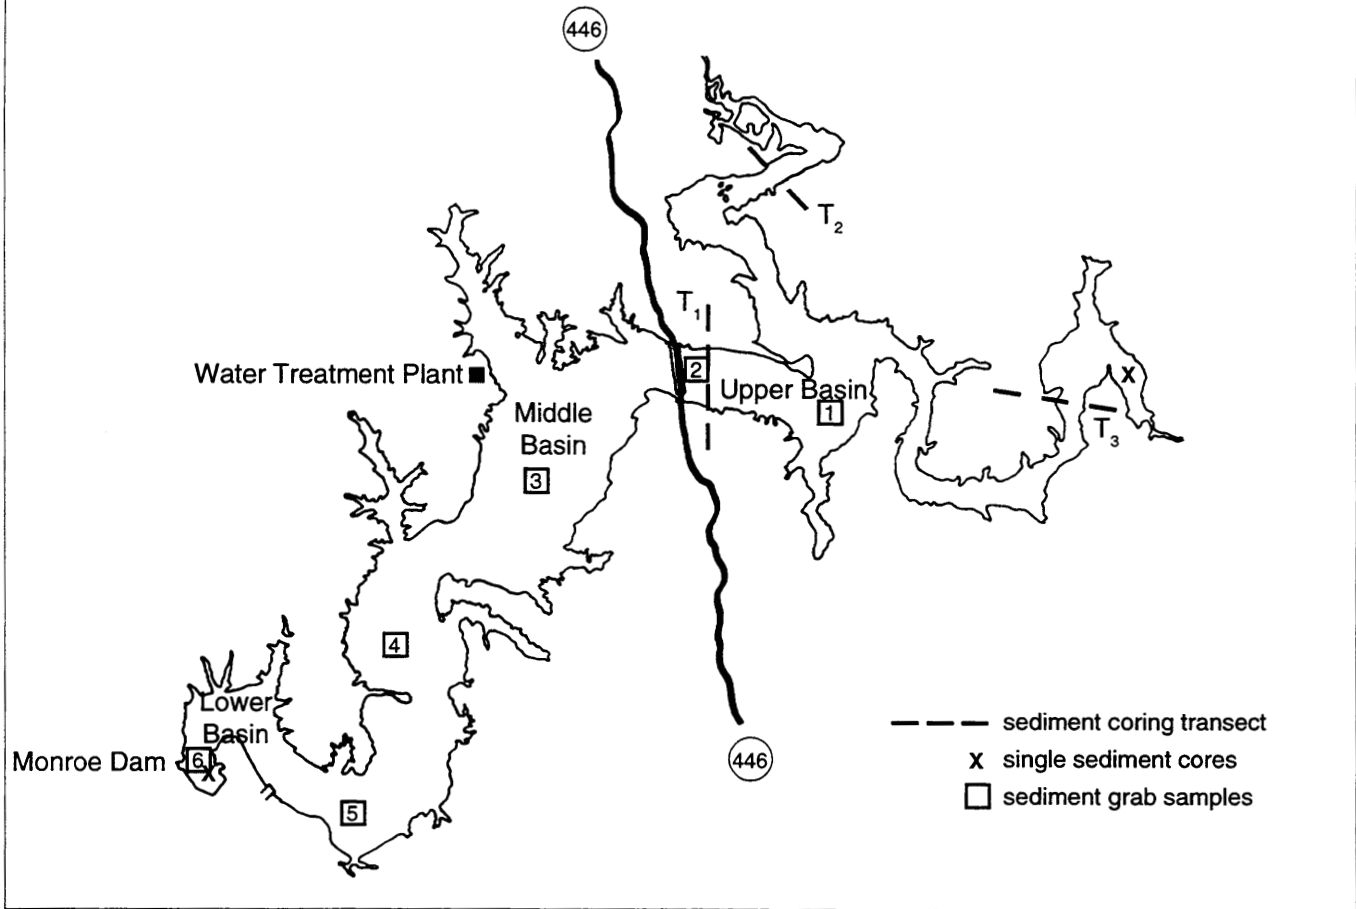 446
T2
T1
Water Treatment Plant
2
Upper Basin
1
Middle
Basin
T3
3
4
Lower
Basin
sediment coring transect
Monroe Dam
6
x
446
x single sediment cores
5
sediment grab samples
x